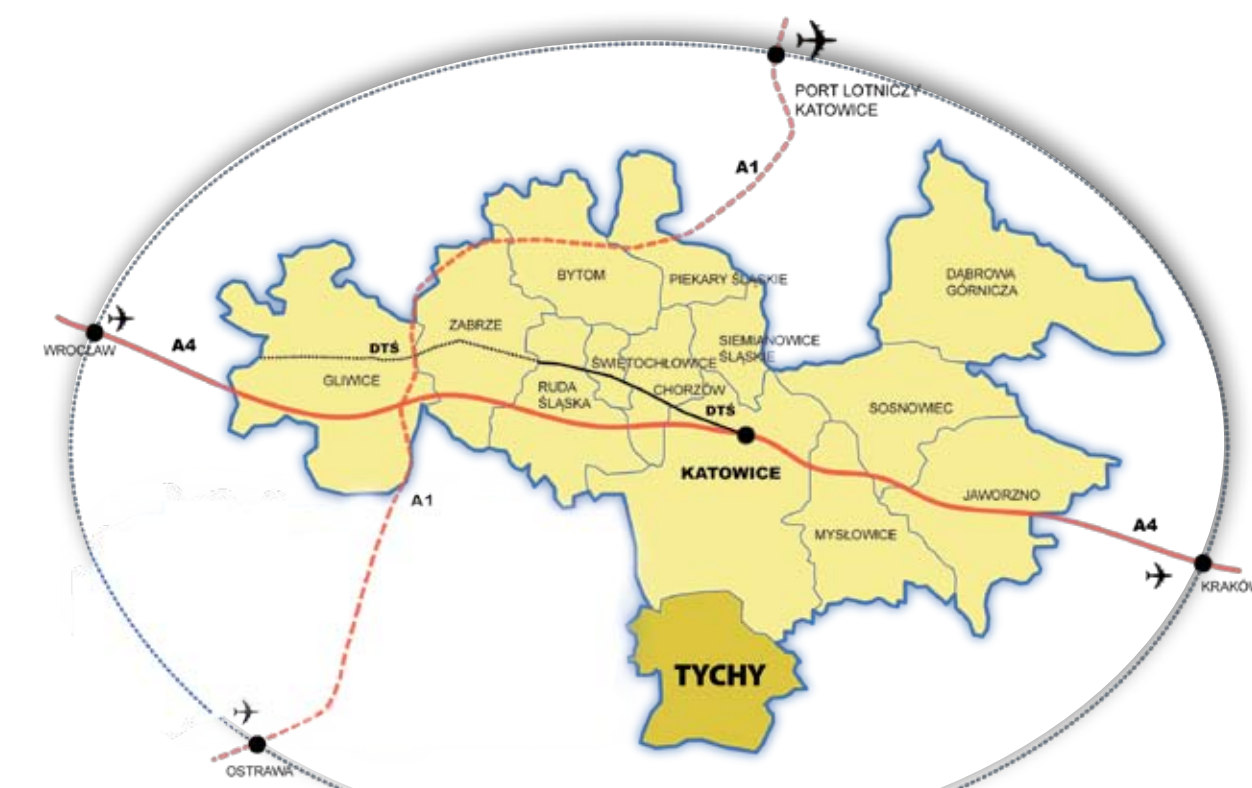 PORT LOTNICZY
KATOWICE
A1
BYTOM
PIEKARY ŚLĄSKIE
DĄBROWA
GÓRNICZA
ZABRZE
WROCŁAW
A4
DTŚ
SIEMIANOWICE
ŚLĄSKIE
ŚWIĘTOCHŁOWICE
GLIWICE
RUDA
ŚLĄSKA
CHORZÓW
DTŚ
SOSNOWIEC
KATOWICE
A1
JAWORZNO
MYSŁOWICE
A4
KRAKÓW
TYCHY
OSTRAWA